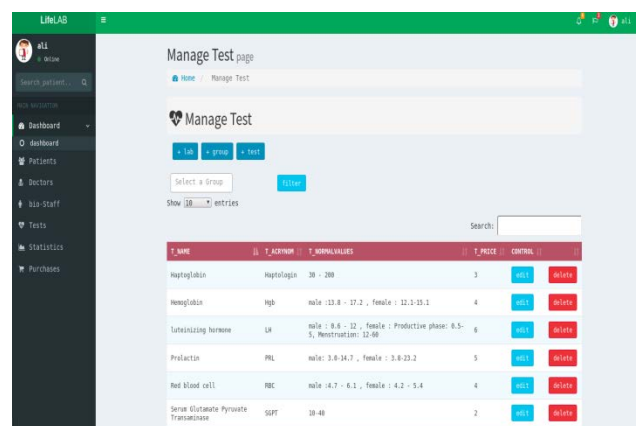 LifeLAB
ali
ali
Online
Search patient..
MAIN NAVIGATION
Dashboard
dashboard
Patients
Doctors
bio-Staff
Tests
Statistics
Purchases
Manage Test page
Home / Manage Test
Manage Test
+ lab + group + test
Select a Group Filter
Show 10 entries
Search:
T_NAME T_ACRYNOM T_NORMALVALUES T_PRICE CONTROL
Haptoglobin Haptologin 30 - 200 3 edit delete
Hemoglobin Hgb male :13.8 - 17.2 , female : 12.1-15.1 4 edit delete
luteinizing hormone LH male : 0.6 - 12 , female : Productive phase: 0.5-
5, Menstruation: 12-60 6 edit delete
Prolactin PRL male: 3.0-14.7 , female : 3.8-23.2 5 edit delete
Red blood cell RBC male :4.7 - 6.1 , female : 4.2 - 5.4 4 edit delete
Serum Glutamate Pyruvate
Transaminase SGPT 10-40 2 edit delete